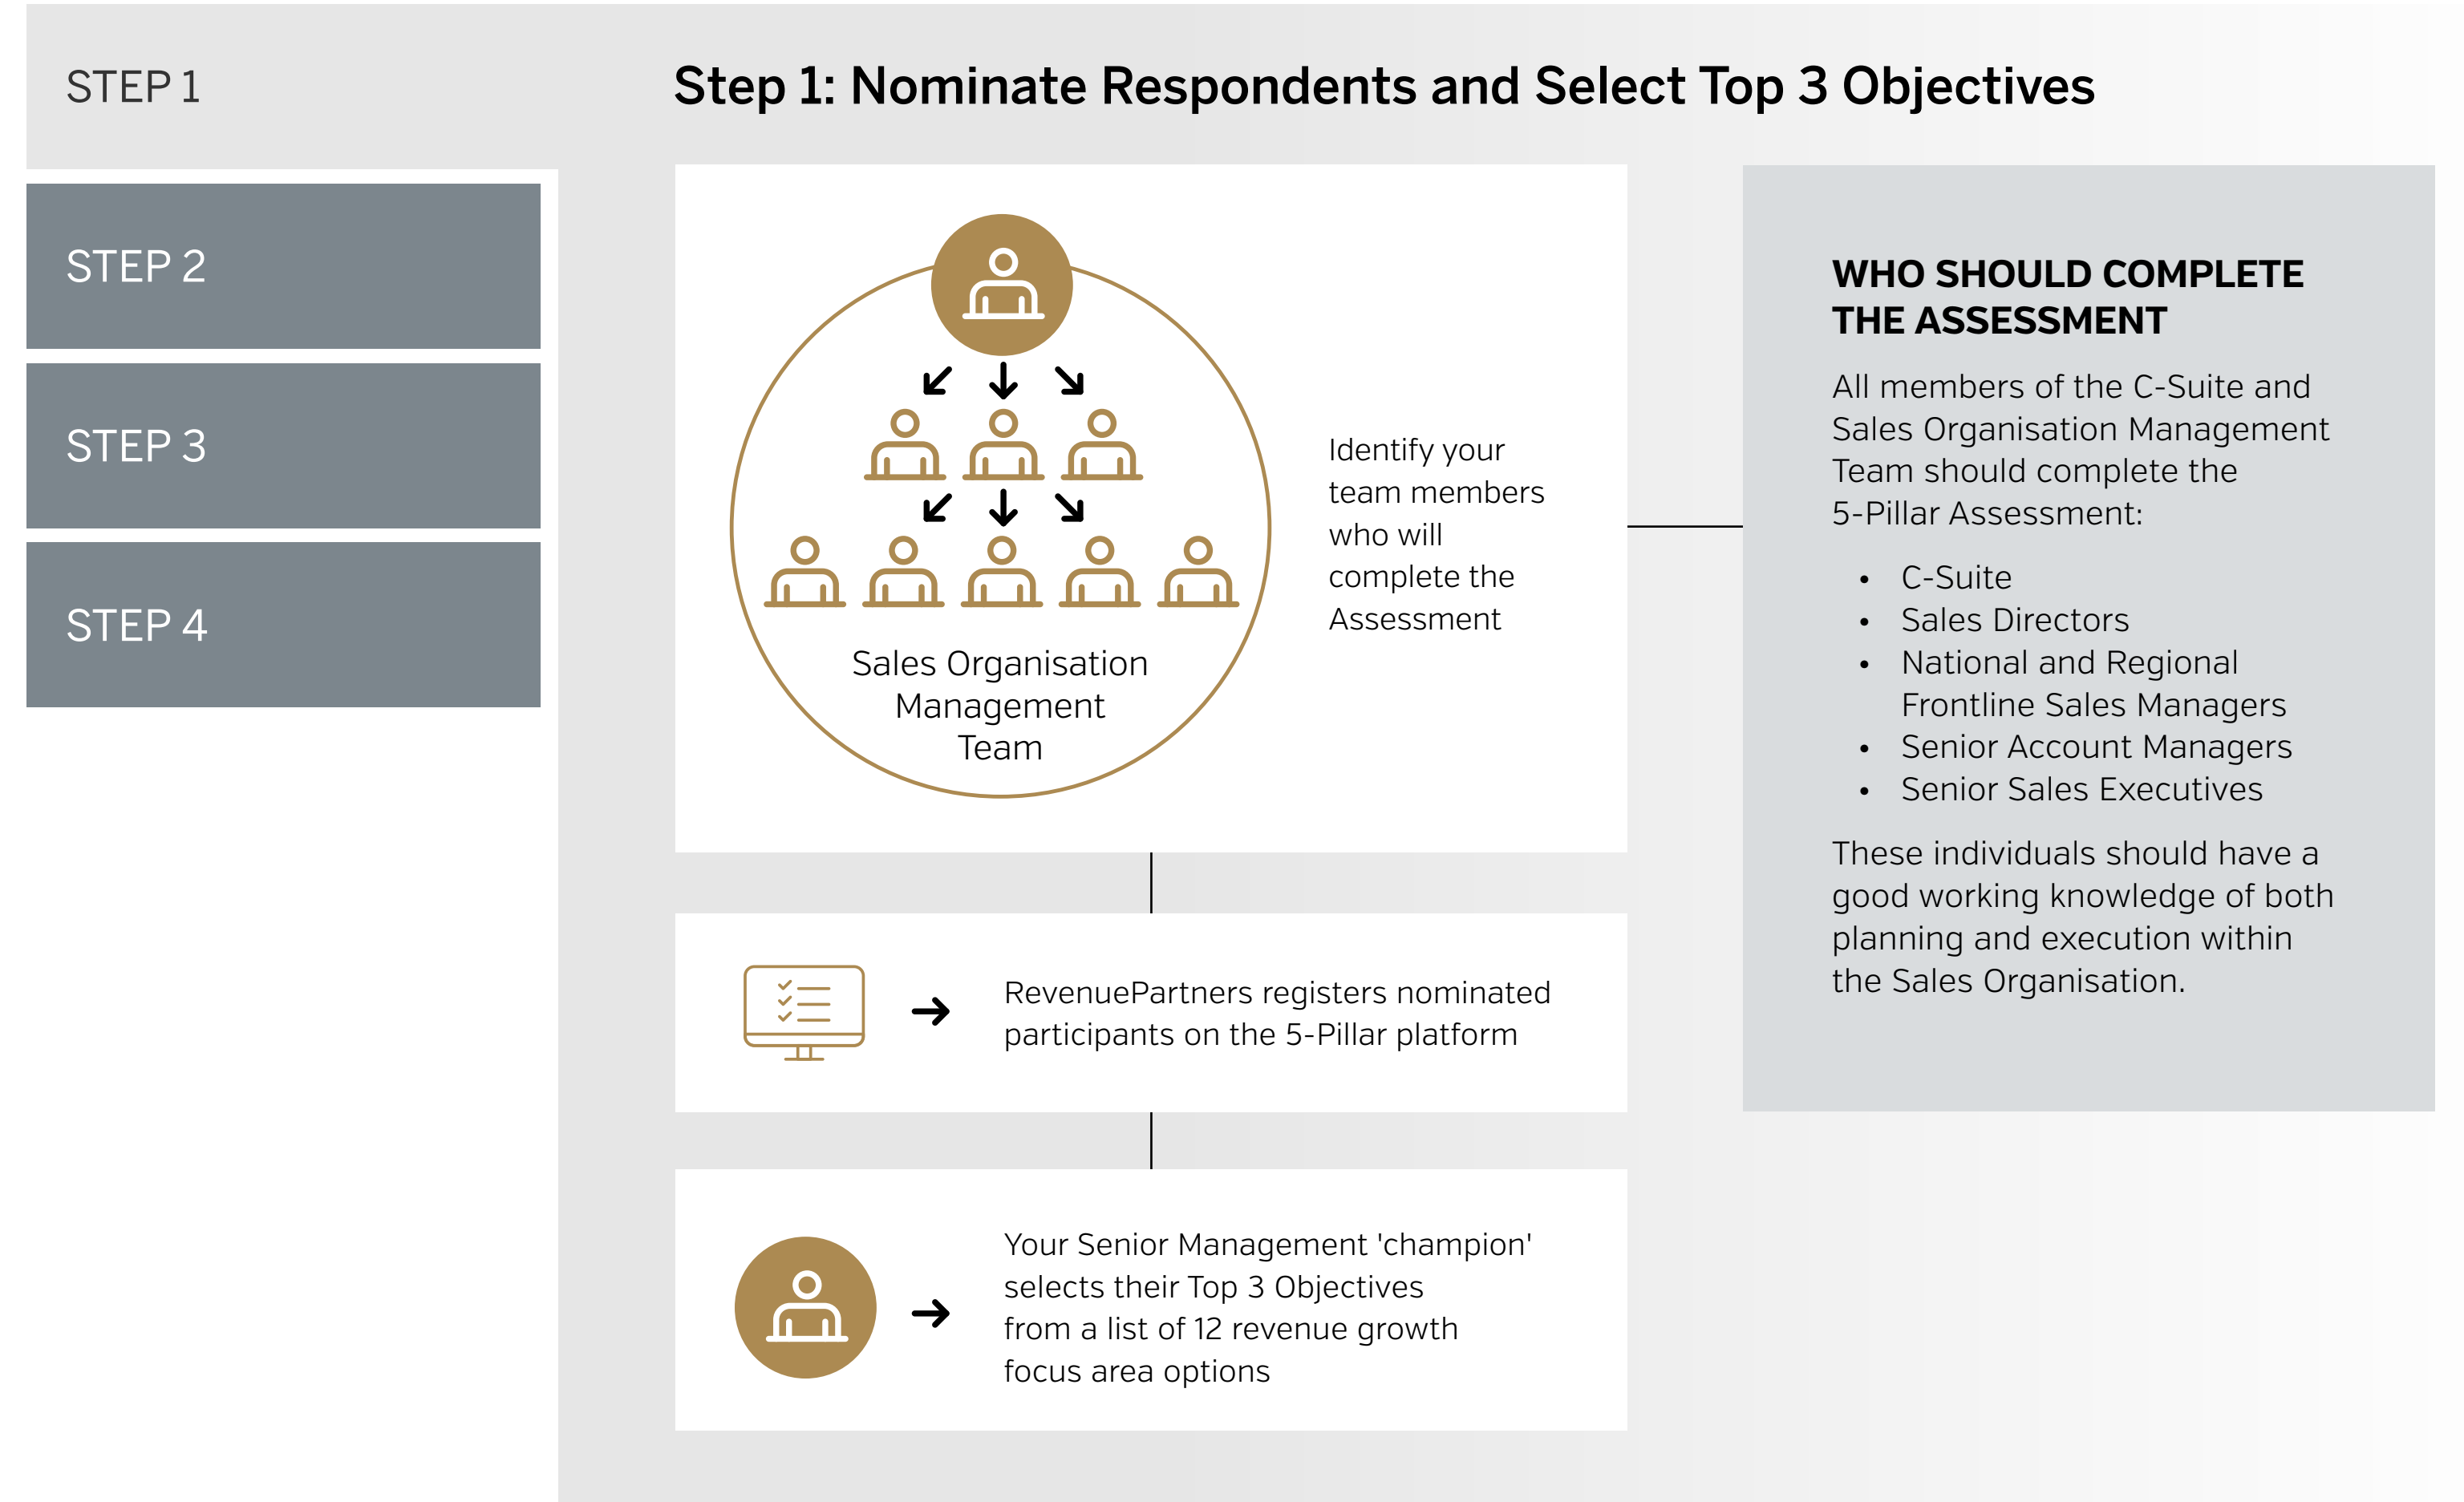 STEP 1
STEP 2
STEP 3
STEP 4
Step 1: Nominate Respondents and Select Top 3 Objectives
Sales Organisation
Management
Team
Identify your
team members
who will
complete the
Assessment
WHO SHOULD COMPLETE
THE ASSESSMENT
All members of the C-Suite and
Sales Organisation Management
Team should complete the
5-Pillar Assessment:
• C-Suite
• Sales Directors
• National and Regional
Frontline Sales Managers
• Senior Account Managers
• Senior Sales Executives
These individuals should have a
good working knowledge of both
planning and execution within
the Sales Organisation.
RevenuePartners registers nominated
participants on the 5-Pillar platform
Your Senior Management 'champion'
selects their Top 3 Objectives
from a list of 12 revenue growth
focus area options